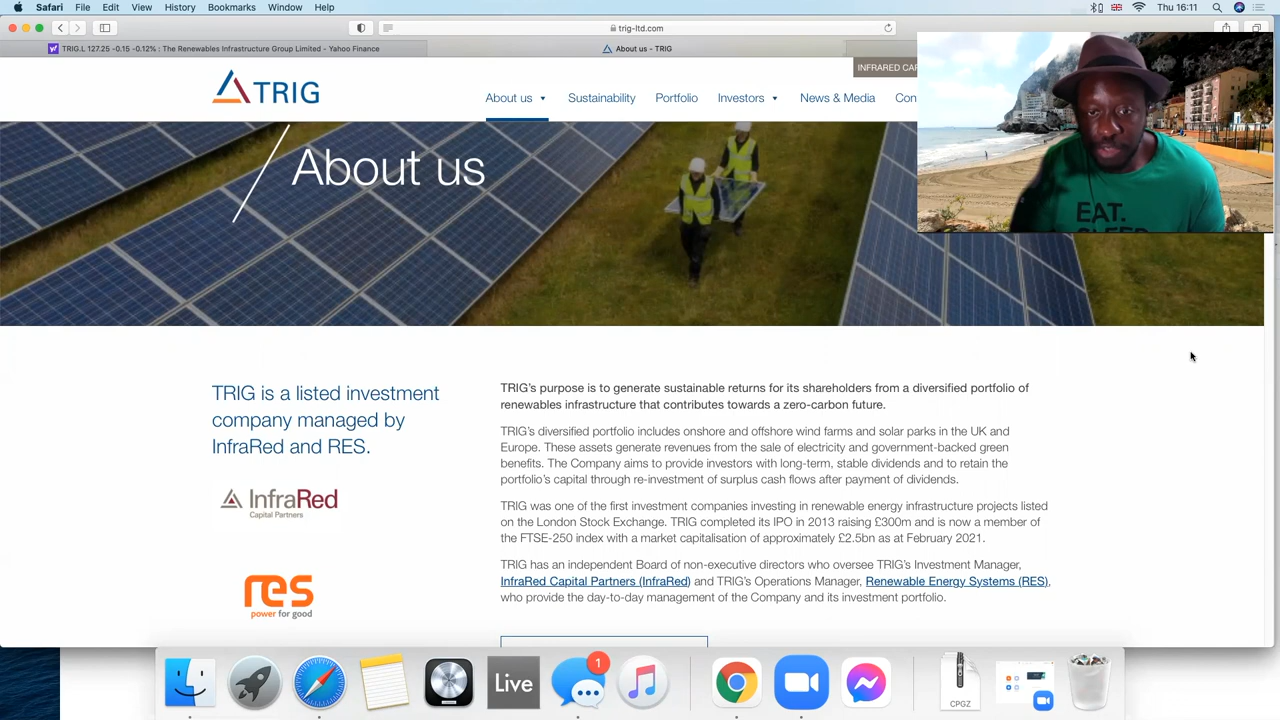 Safari File Edit View History Bookmarks Window Help
Thu 16:11
trig-ltd.com
TRIG.L 127.25 -0.15 -0.12% : The Renewables Infrastructure Group Limited - Yahoo Finance
About us - TRIG
INFRARED CAP
TRIG
About us Sustainability Portfolio Investors News & Media Con
About us
EAT.
SLEEP
TRIG is a listed investment
company managed by
InfraRed and RES.
InfraRed
Capital Partners
res
power for good
TRIG's purpose is to generate sustainable returns for its shareholders from a diversified portfolio of
renewables infrastructure that contributes towards a zero-carbon future.
TRIG's diversified portfolio includes onshore and offshore wind farms and solar parks in the UK and
Europe. These assets generate revenues from the sale of electricity and government-backed green
benefits. The Company aims to provide investors with long-term, stable dividends and to retain the
portfolio's capital through re-investment of surplus cash flows after payment of dividends.
TRIG was one of the first investment companies investing in renewable energy infrastructure projects listed
on the London Stock Exchange. TRIG completed its IPO in 2013 raising £300m and is now a member of
the FTSE-250 index with a market capitalisation of approximately £2.5bn as at February 2021.
TRIG has an independent Board of non-executive directors who oversee TRIG's Investment Manager,
InfraRed Capital Partners (InfraRed) and TRIG's Operations Manager, Renewable Energy Systems (RES),
who provide the day-to-day management of the Company and its investment portfolio.
Live
1
CPGZ